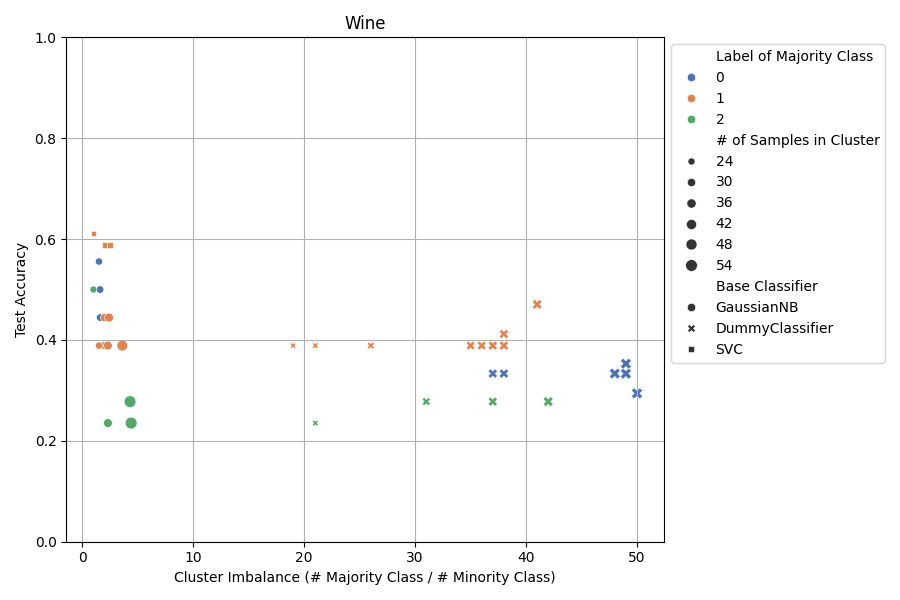 Wine
1.0
0.8
0.6
0.4
0.2
0.0
Test Accuracy
0 10 20 30 40 50
Cluster Imbalance (# Majority Class / # Minority Class)
Label of Majority Class
0
1
2
# of Samples in Cluster
24
30
36
42
48
54
Base Classifier
GaussianNB
DummyClassifier
SVC